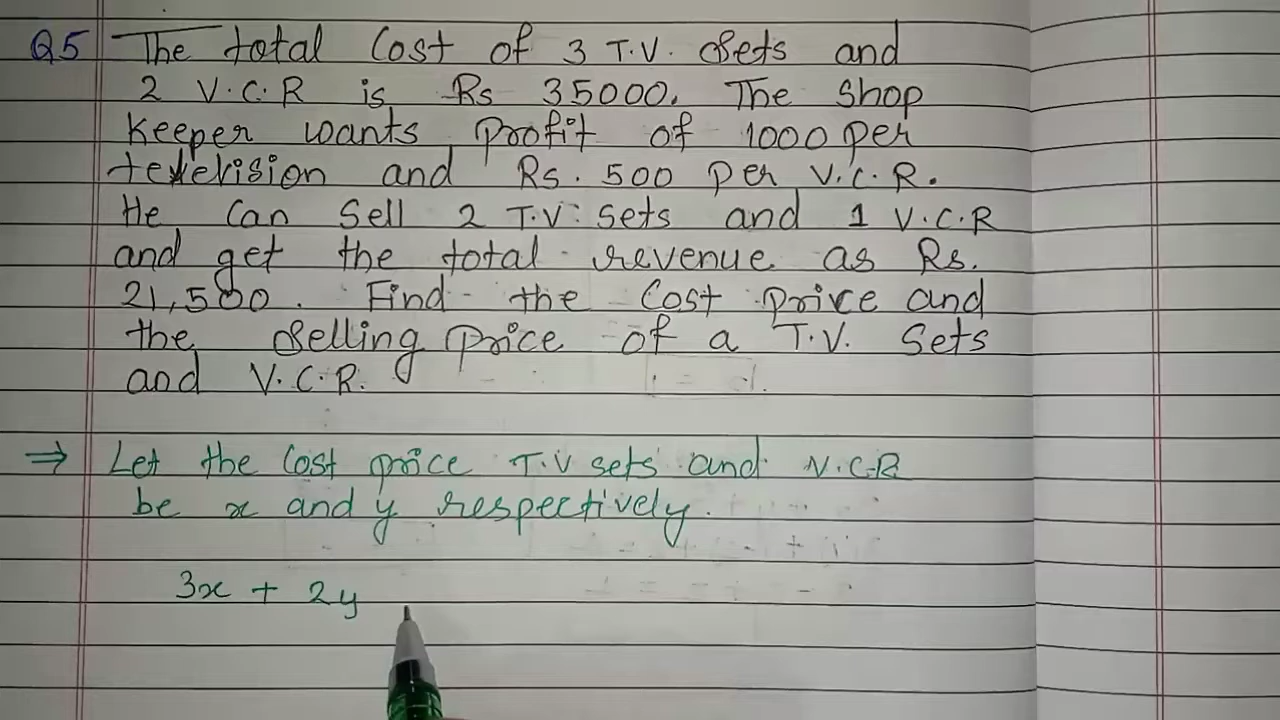 Q5 The total Cost of 3 T.V. Sets and
2 V.C.R is Rs 35000. The Shop
Keeper wants profit of 1000 per
television and Rs. 500 per V.C.R.
He Can Sell 2 T.V. Sets and 1 V.C.R
and get the total revenue as Rs.
21,500. Find the Cost price and
the Selling price of a T.V. Sets
and V.C.R.
⇒ Let the Cost price T.V sets and V.C.R
be x and y respectively.
3x + 2y